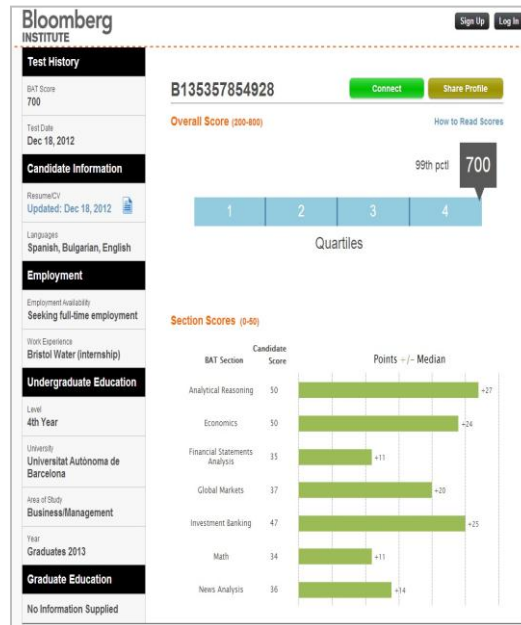 Bloomberg
INSTITUTE
Sign Up
Log In
Test History
BAT Score
700
Test Date
Dec 18, 2012
Candidate Information
Resume/CV
Updated: Dec 18, 2012
Languages
Spanish, Bulgarian, English
Employment
Employment Availability
Seeking full-time employment
Work Experience
Bristol Water (internship)
Undergraduate Education
Level
4th Year
University
Universitat Autònoma de
Barcelona
Area of Study
Business/Management
Year
Graduates 2013
Graduate Education
No Information Supplied
B135357854928
Connect
Share Profile
Overall Score (200-800)
How to Read Scores
99th pctl 700
1 2 3 4
Quartiles
Section Scores (0-50)
BAT Section
Candidate
Score
Points +/- Median
Analytical Reasoning 50 +27
Economics 50 +24
Financial Statements
Analysis 35 +11
Global Markets 37 +20
Investment Banking 47 +25
Math 34 +11
News Analysis 36 +14